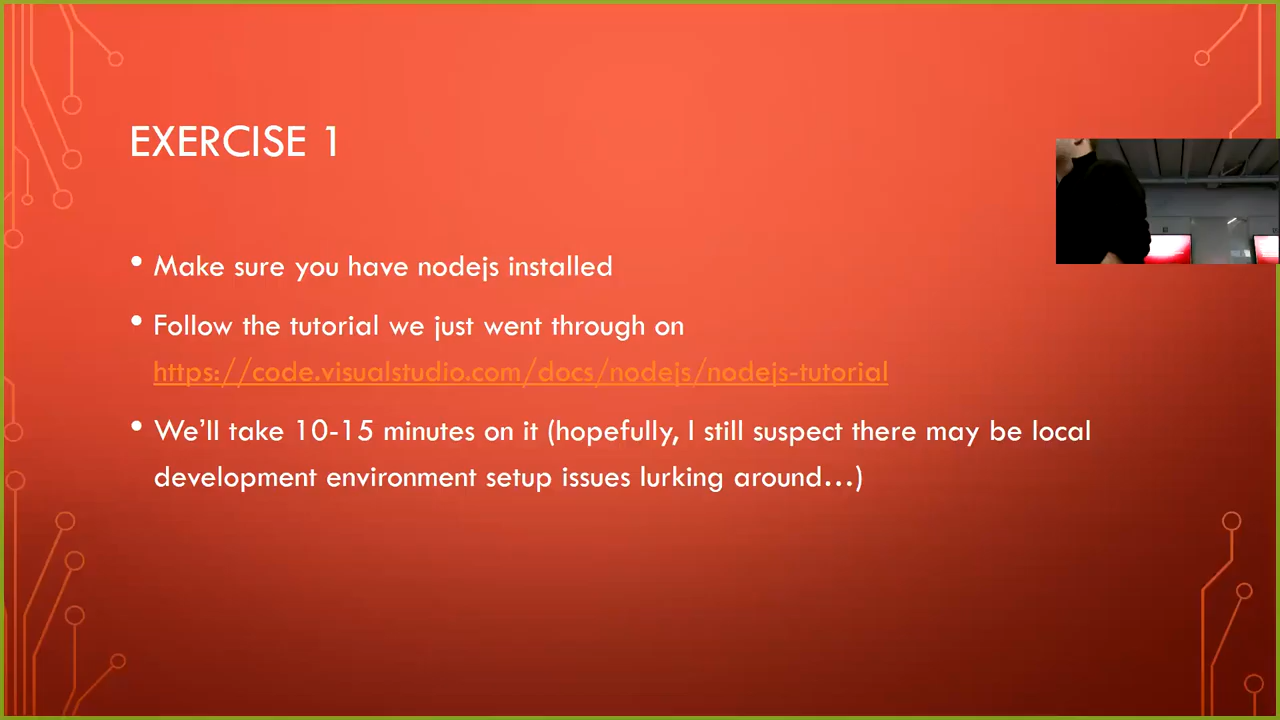 EXERCISE 1
• Make sure you have nodejs installed
• Follow the tutorial we just went through on
https://code.visualstudio.com/docs/nodejs/nodejs-tutorial
• We’ll take 10-15 minutes on it (hopefully, I still suspect there may be local
development environment setup issues lurking around…)